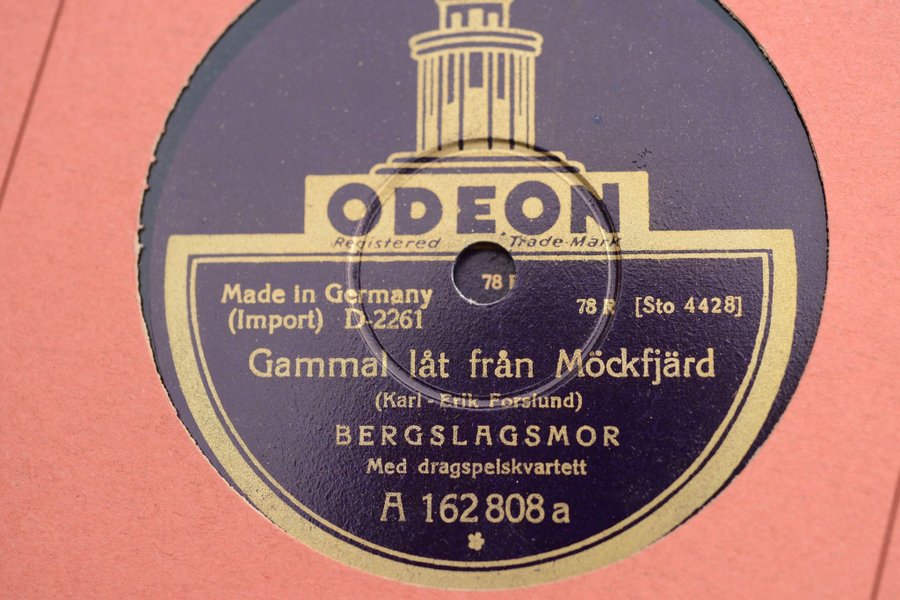 ODEON
Registered Trade-Mark
78
Made in Germany
78 R [Sto 4428]
(Import) D-2261
Gammal låt från Möckfjärd
(Karl-Erik Forslund)
BERGSLAGSMOR
Med dragspelskvartett
A 162808a